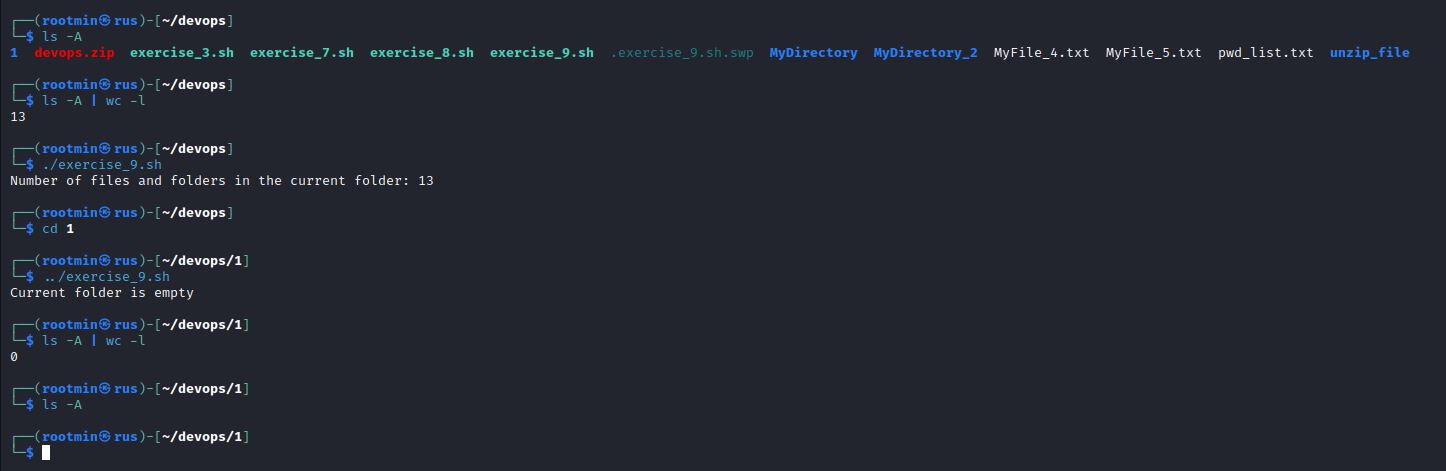 ┌──(rootmin㉿rus)-[~/devops]
└─$ ls -A
1  devops.zip  exercise_3.sh  exercise_7.sh  exercise_8.sh  exercise_9.sh  .exercise_9.sh.swp  MyDirectory  MyDirectory_2  MyFile_4.txt  MyFile_5.txt  pwd_list.txt  unzip_file
┌──(rootmin㉿rus)-[~/devops]
└─$ ls -A | wc -l
13
┌──(rootmin㉿rus)-[~/devops]
└─$ ./exercise_9.sh
Number of files and folders in the current folder: 13
┌──(rootmin㉿rus)-[~/devops]
└─$ cd 1
┌──(rootmin㉿rus)-[~/devops/1]
└─$ ../exercise_9.sh
Current folder is empty
┌──(rootmin㉿rus)-[~/devops/1]
└─$ ls -A | wc -l
0
┌──(rootmin㉿rus)-[~/devops/1]
└─$ ls -A
┌──(rootmin㉿rus)-[~/devops/1]
└─$